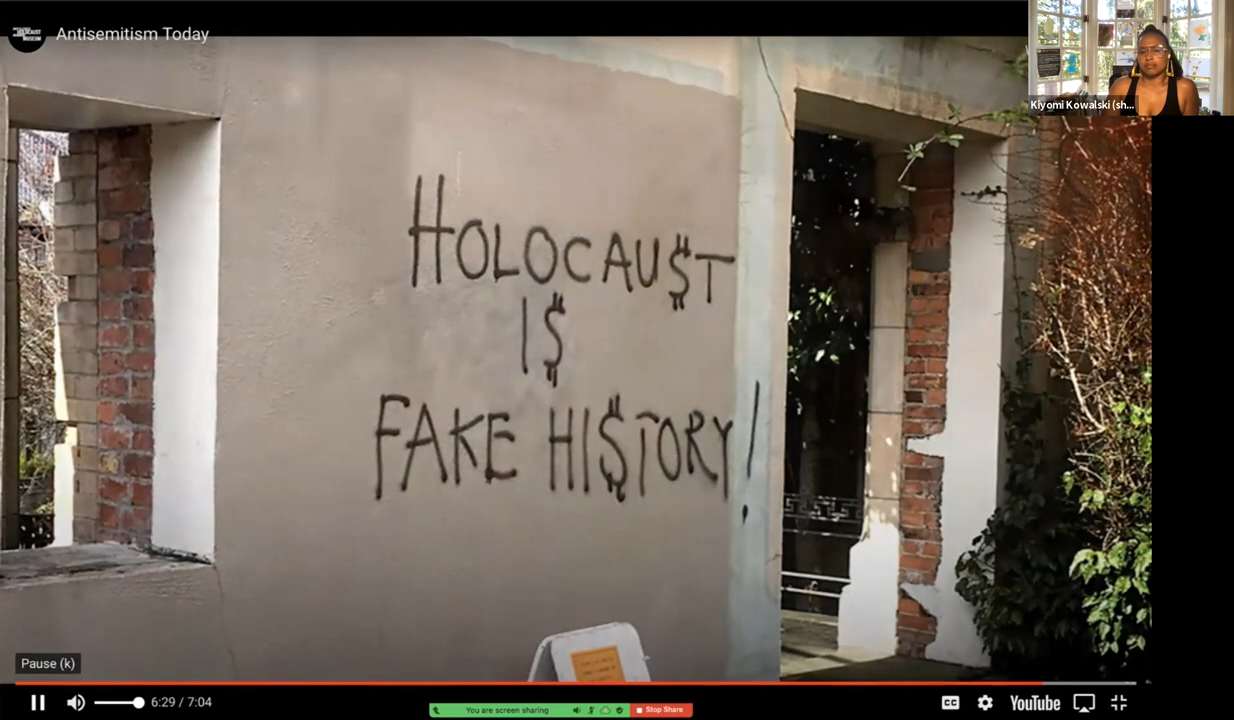 Antisemitism Today
Kiyomi Kowalski (sh...
HOLOCAU$T
I$
FAKE HI$TORY!
Pause (k)
6:29 / 7:04
You are screen sharing
Stop Share
CC
YouTube